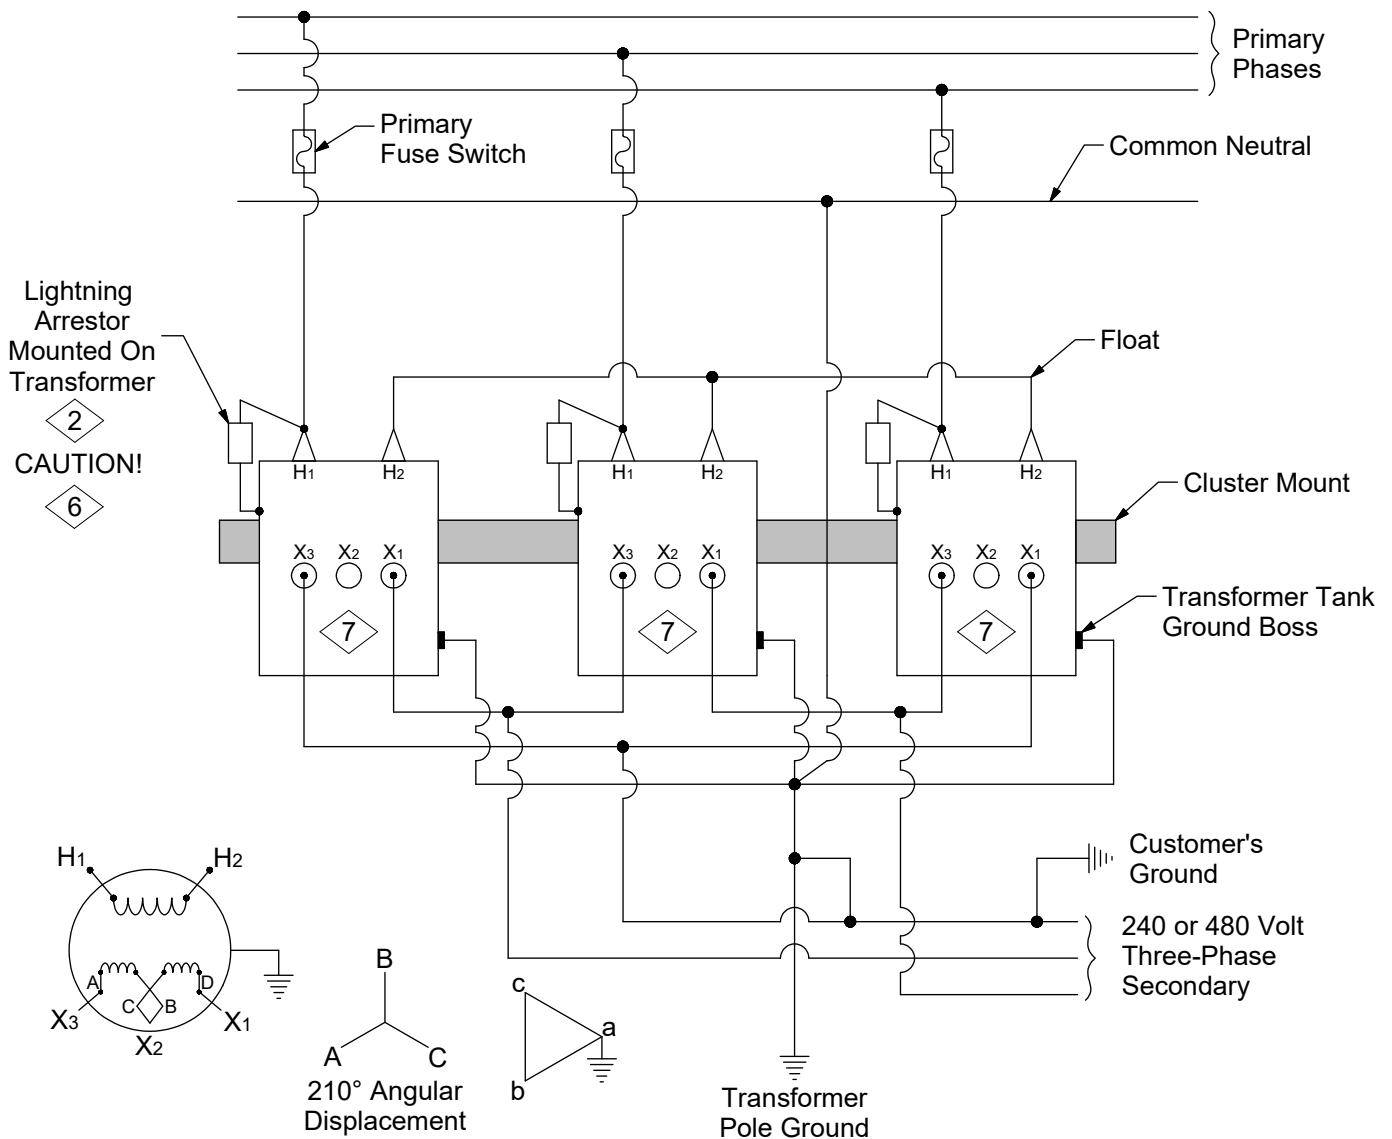 Primary
Phases
Primary
Fuse Switch
Common Neutral
Lightning
Arrestor
Mounted On
Transformer
2
CAUTION!
6
Float
H1 H2 H1 H2 H1 H2
Cluster Mount
X3 X2 X1 X3 X2 X1 X3 X2 X1
7 7 7
Transformer Tank
Ground Boss
Customer's
Ground
240 or 480 Volt
Three-Phase
Secondary
H1 H2
A D
C B
X3 X1
X2
B
A C
210° Angular
Displacement
c
a
b
Transformer
Pole Ground